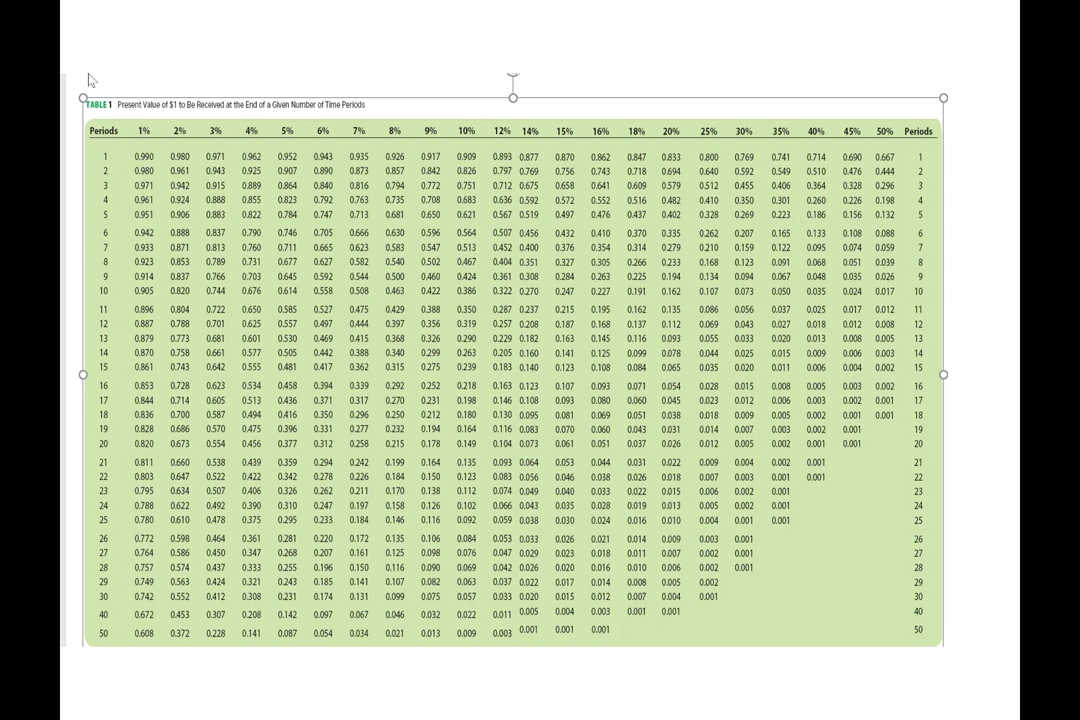 TABLE 1 Present Value of $1 to Be Received at the End of a Given Number of Time Periods
Periods 1% 2% 3% 4% 5% 6% 7% 8% 9% 10% 12% 14% 15% 16% 18% 20% 25% 30% 35% 40% 45% 50% Periods
1 0.990 0.980 0.971 0.962 0.952 0.943 0.935 0.926 0.917 0.909 0.893 0.877 0.870 0.862 0.847 0.833 0.800 0.769 0.741 0.714 0.690 0.667 1
2 0.980 0.961 0.943 0.925 0.907 0.890 0.873 0.857 0.842 0.826 0.797 0.769 0.756 0.743 0.718 0.694 0.640 0.592 0.549 0.510 0.476 0.444 2
3 0.971 0.942 0.915 0.889 0.864 0.840 0.816 0.794 0.772 0.751 0.712 0.675 0.658 0.641 0.609 0.579 0.512 0.455 0.406 0.364 0.328 0.296 3
4 0.961 0.924 0.888 0.855 0.823 0.792 0.763 0.735 0.708 0.683 0.636 0.592 0.572 0.552 0.516 0.482 0.410 0.350 0.301 0.260 0.226 0.198 4
5 0.951 0.906 0.883 0.822 0.784 0.747 0.713 0.681 0.650 0.621 0.567 0.519 0.497 0.476 0.437 0.402 0.328 0.269 0.223 0.186 0.156 0.132 5
6 0.942 0.888 0.837 0.790 0.746 0.705 0.666 0.630 0.596 0.564 0.507 0.456 0.432 0.410 0.370 0.335 0.262 0.207 0.165 0.133 0.108 0.088 6
7 0.933 0.871 0.813 0.760 0.711 0.665 0.623 0.583 0.547 0.513 0.452 0.400 0.376 0.354 0.314 0.279 0.210 0.159 0.122 0.095 0.074 0.059 7
8 0.923 0.853 0.789 0.731 0.677 0.627 0.582 0.540 0.502 0.467 0.404 0.351 0.327 0.305 0.266 0.233 0.168 0.123 0.091 0.068 0.051 0.039 8
9 0.914 0.837 0.766 0.703 0.645 0.592 0.544 0.500 0.460 0.424 0.361 0.308 0.284 0.263 0.225 0.194 0.134 0.094 0.067 0.048 0.035 0.026 9
10 0.905 0.820 0.744 0.676 0.614 0.558 0.508 0.463 0.422 0.386 0.322 0.270 0.247 0.227 0.191 0.162 0.107 0.073 0.050 0.035 0.024 0.017 10
11 0.896 0.804 0.722 0.650 0.585 0.527 0.475 0.429 0.388 0.350 0.287 0.237 0.215 0.195 0.162 0.135 0.086 0.056 0.037 0.025 0.017 0.012 11
12 0.887 0.788 0.701 0.625 0.557 0.497 0.444 0.397 0.356 0.319 0.257 0.208 0.187 0.168 0.137 0.112 0.069 0.043 0.027 0.018 0.012 0.008 12
13 0.879 0.773 0.681 0.601 0.530 0.469 0.415 0.368 0.326 0.290 0.229 0.182 0.163 0.145 0.116 0.093 0.055 0.033 0.020 0.013 0.008 0.005 13
14 0.870 0.758 0.661 0.577 0.505 0.442 0.388 0.340 0.299 0.263 0.205 0.160 0.141 0.125 0.099 0.078 0.044 0.025 0.015 0.009 0.006 0.003 14
15 0.861 0.743 0.642 0.555 0.481 0.417 0.362 0.315 0.275 0.239 0.183 0.140 0.123 0.108 0.084 0.065 0.035 0.020 0.011 0.006 0.004 0.002 15
16 0.853 0.728 0.623 0.534 0.458 0.394 0.339 0.292 0.252 0.218 0.163 0.123 0.107 0.093 0.071 0.054 0.028 0.015 0.008 0.005 0.003 0.002 16
17 0.844 0.714 0.605 0.513 0.436 0.371 0.317 0.270 0.231 0.198 0.146 0.108 0.093 0.080 0.060 0.045 0.023 0.012 0.006 0.003 0.002 0.001 17
18 0.836 0.700 0.587 0.494 0.416 0.350 0.296 0.250 0.212 0.180 0.130 0.095 0.081 0.069 0.051 0.038 0.018 0.009 0.005 0.002 0.001 0.001 18
19 0.828 0.686 0.570 0.475 0.396 0.331 0.277 0.232 0.194 0.164 0.116 0.083 0.070 0.060 0.043 0.031 0.014 0.007 0.003 0.002 0.001 19
20 0.820 0.673 0.554 0.456 0.377 0.312 0.258 0.215 0.178 0.149 0.104 0.073 0.061 0.051 0.037 0.026 0.012 0.005 0.002 0.001 0.001 20
21 0.811 0.660 0.538 0.439 0.359 0.294 0.242 0.199 0.164 0.135 0.093 0.064 0.053 0.044 0.031 0.022 0.009 0.004 0.002 0.001 21
22 0.803 0.647 0.522 0.422 0.342 0.278 0.226 0.184 0.150 0.123 0.083 0.056 0.046 0.038 0.026 0.018 0.007 0.003 0.001 0.001 22
23 0.795 0.634 0.507 0.406 0.326 0.262 0.211 0.170 0.138 0.112 0.074 0.049 0.040 0.033 0.022 0.015 0.006 0.002 0.001 23
24 0.788 0.622 0.492 0.390 0.310 0.247 0.197 0.158 0.126 0.102 0.066 0.043 0.035 0.028 0.019 0.013 0.005 0.002 0.001 24
25 0.780 0.610 0.478 0.375 0.295 0.233 0.184 0.146 0.116 0.092 0.059 0.038 0.030 0.024 0.016 0.010 0.004 0.001 0.001 25
26 0.772 0.598 0.464 0.361 0.281 0.220 0.172 0.135 0.106 0.084 0.053 0.033 0.026 0.021 0.014 0.009 0.003 0.001 26
27 0.764 0.586 0.450 0.347 0.268 0.207 0.161 0.125 0.098 0.076 0.047 0.029 0.023 0.018 0.011 0.007 0.002 0.001 27
28 0.757 0.574 0.437 0.333 0.255 0.196 0.150 0.116 0.090 0.069 0.042 0.026 0.020 0.016 0.010 0.006 0.002 0.001 28
29 0.749 0.563 0.424 0.321 0.243 0.185 0.141 0.107 0.082 0.063 0.037 0.022 0.017 0.014 0.008 0.005 0.002 29
30 0.742 0.552 0.412 0.308 0.231 0.174 0.131 0.099 0.075 0.057 0.033 0.020 0.015 0.012 0.007 0.004 0.001 30
40 0.672 0.453 0.307 0.208 0.142 0.097 0.067 0.046 0.032 0.022 0.011 0.005 0.004 0.003 0.001 0.001 40
50 0.608 0.372 0.228 0.141 0.087 0.054 0.034 0.021 0.013 0.009 0.003 0.001 0.001 0.001 50